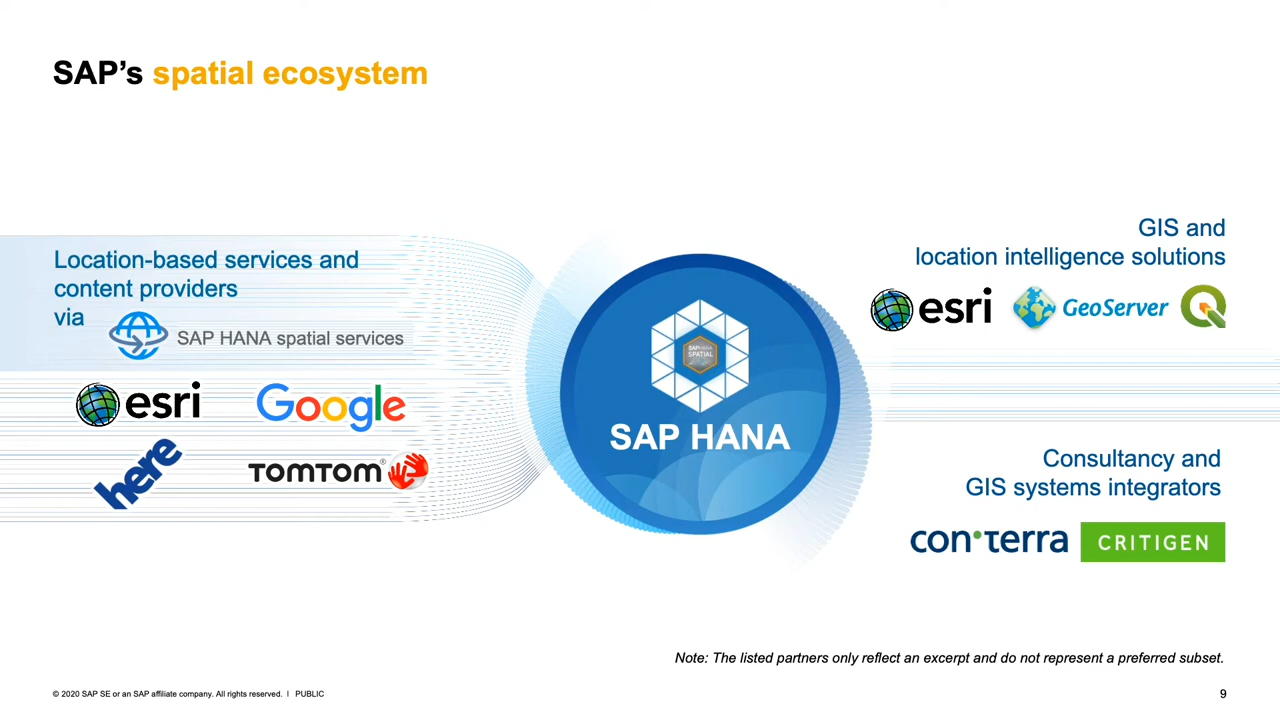 SAP's spatial ecosystem
Location-based services and
content providers
via
SAP HANA spatial services
esri
Google
here
TOMTOM®
SAP HANA
SPATIAL
SAP HANA
GIS and
location intelligence solutions
esri
GeoServer
Consultancy and
GIS systems integrators
con·terra
CRITIGEN
Note: The listed partners only reflect an excerpt and do not represent a preferred subset.
© 2020 SAP SE or an SAP affiliate company. All rights reserved. | PUBLIC
9